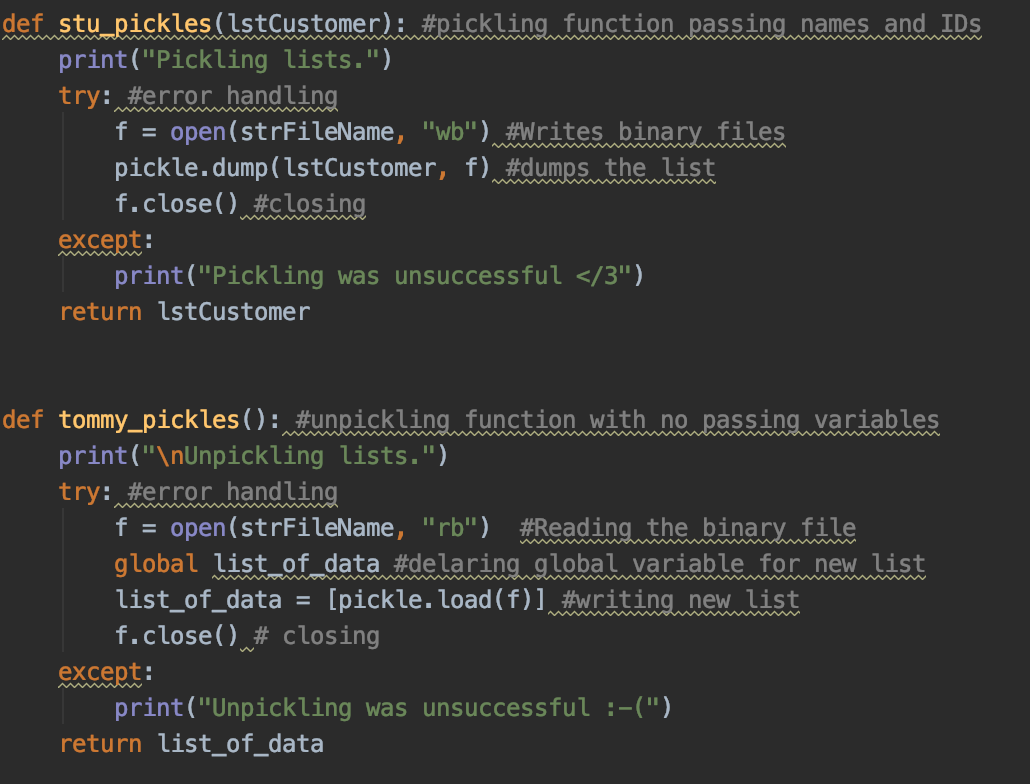 def stu_pickles(lstCustomer): #pickling function passing names and IDs
    print("Pickling lists.")
    try: #error handling
        f = open(strFileName, "wb") #Writes binary files
        pickle.dump(lstCustomer, f) #dumps the list
        f.close() #closing
    except:
        print("Pickling was unsuccessful </3")
    return lstCustomer
def tommy_pickles(): #unpickling function with no passing variables
    print("\nUnpickling lists.")
    try: #error handling
        f = open(strFileName, "rb")  #Reading the binary file
        global list_of_data #delaring global variable for new list
        list_of_data = [pickle.load(f)] #writing new list
        f.close() # closing
    except:
        print("Unpickling was unsuccessful :-(")
    return list_of_data